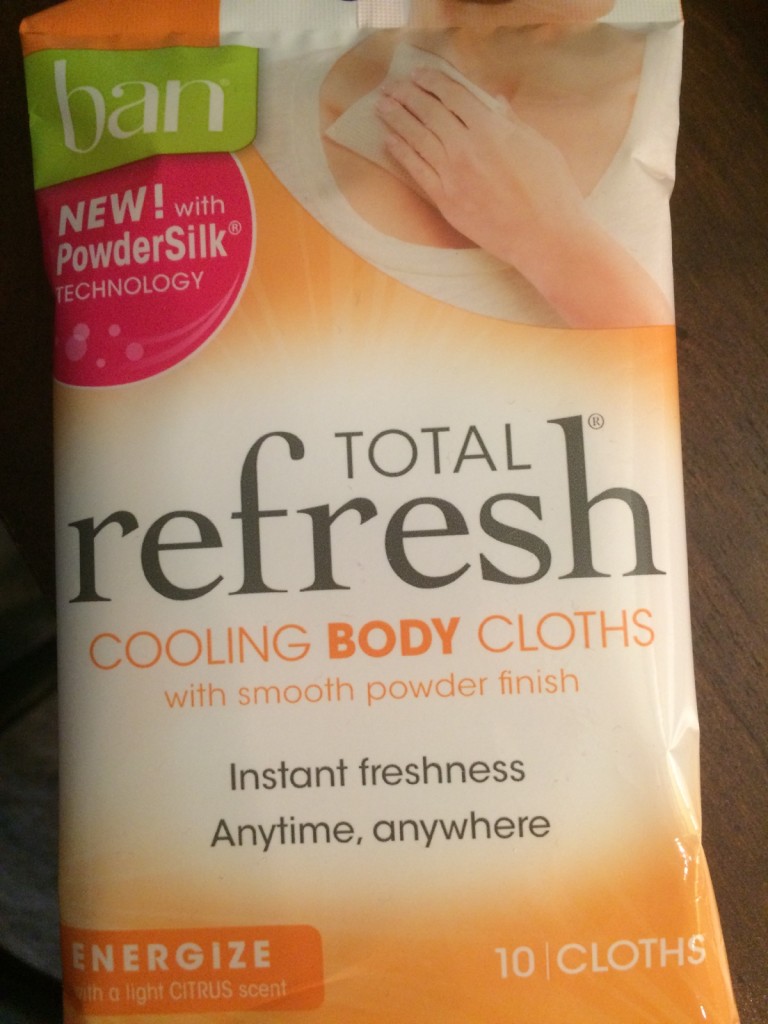 ban
NEW! with
PowderSilk®
TECHNOLOGY
TOTAL
refresh®
COOLING BODY CLOTHS
with smooth powder finish
Instant freshness
Anytime, anywhere
ENERGIZE
with a light CITRUS scent
10 | CLOTHS